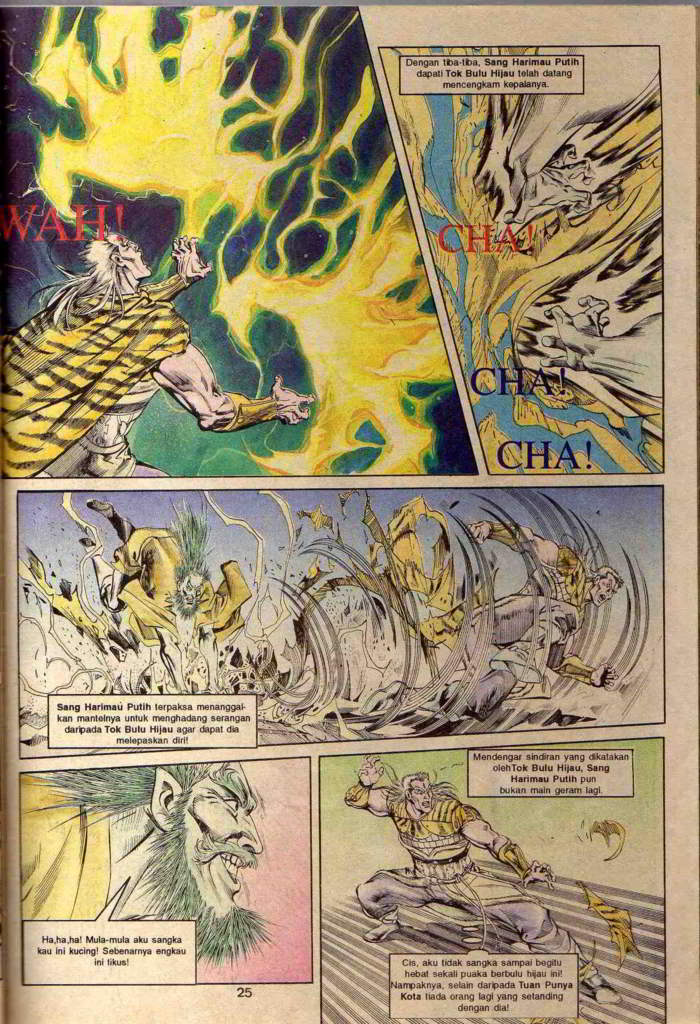 WAH!
Dengan tiba-tiba, Sang Harimau Putih
dapati Tok Bulu Hijau telah datang
mencengkam kepalanya.
CHA!
CHA!
CHA!
Sang Harimau Putih terpaksa menanggal-
kan mantelnya untuk menghadang serangan
daripada Tok Bulu Hijau agar dapat dia
melepaskan diri!
Ha,ha,ha! Mula-mula aku sangka
kau ini kucing! Sebenarnya engkau
ini tikus!
Mendengar sindiran yang dikatakan
olehTok Bulu Hijau, Sang
Harimau Putih pun
bukan main geram lagi.
Cis, aku tidak sangka sampai begitu
hebat sekali puaka berbulu hijau ini!
Nampaknya, selain daripada Tuan Punya
Kota tiada orang lagi yang setanding
dengan dia!
25